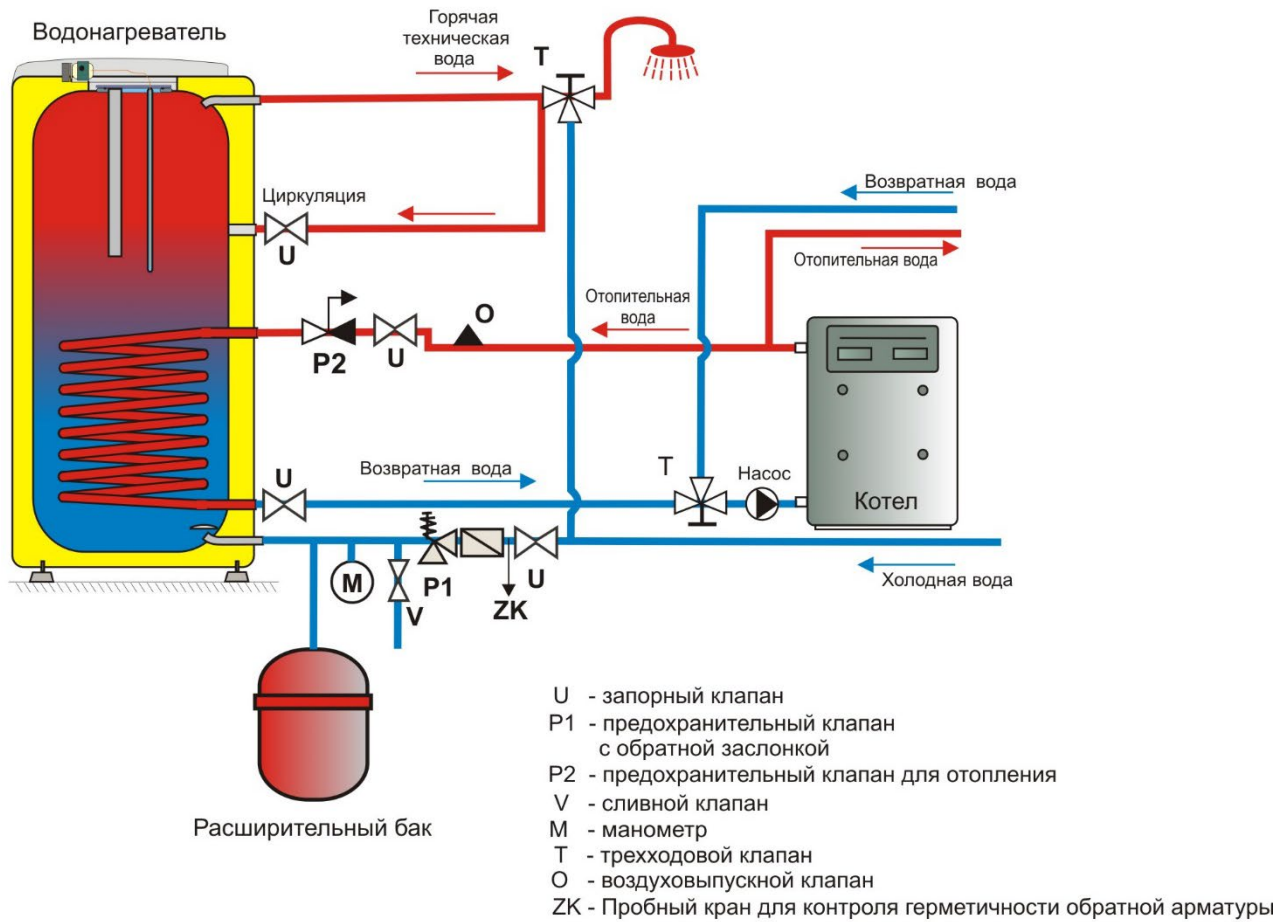 Водонагреватель
Горячая
техническая
вода
T
Циркуляция
U
Возвратная вода
Отопительная вода
Отопительная
вода
O
P2
U
U
Возвратная вода
T
Насос
Котел
M
V
P1
ZK
U
Холодная вода
Расширительный бак
U - запорный клапан
P1 - предохранительный клапан
с обратной заслонкой
P2 - предохранительный клапан для отопления
V - сливной клапан
M - манометр
T - трехходовой клапан
O - воздуховыпускной клапан
ZK - Пробный кран для контроля герметичности обратной арматуры